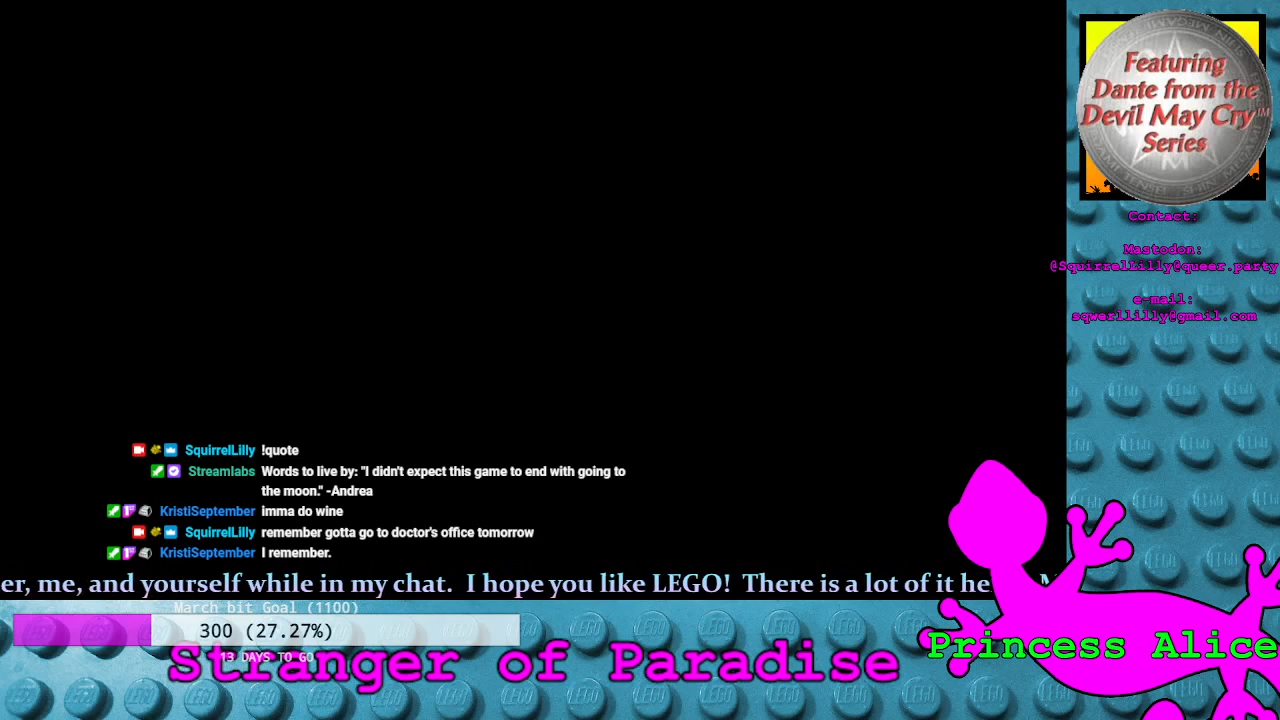 Featuring
Dante from the
Devil May Cry™
Series
Contact:
Mastodon:
@SquirrelLilly@queer.party
e-mail:
sqwerllilly@gmail.com
SquirrelLilly !quote
Streamlabs Words to live by: "I didn't expect this game to end with going to
the moon." -Andrea
KristiSeptember imma do wine
SquirrelLilly remember gotta go to doctor's office tomorrow
KristiSeptember I remember.
er, me, and yourself while in my chat. I hope you like LEGO! There is a lot of it he
March bit Goal (1100)
300 (27.27%)
13 DAYS TO GO
Stranger of Paradise
Princess Alice